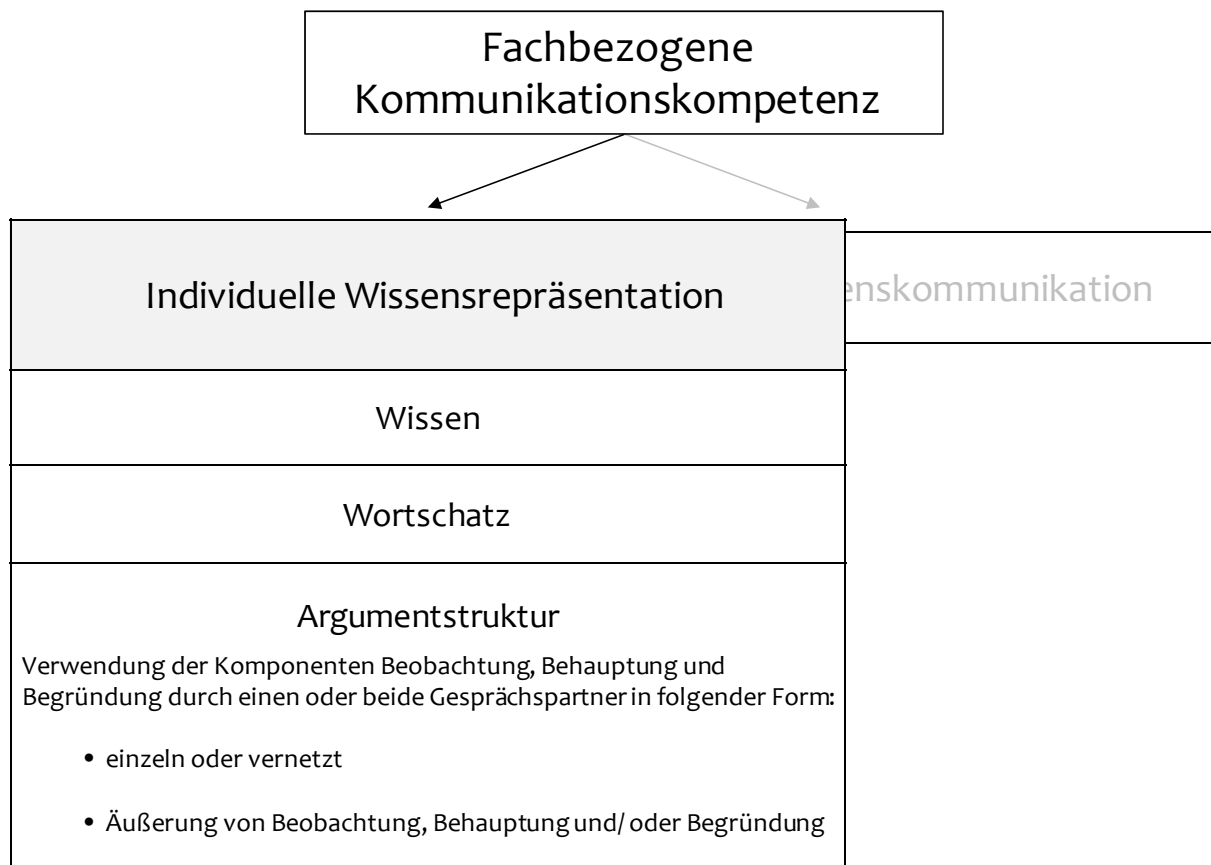 Fachbezogene
Kommunikationskompetenz
Individuelle Wissensrepräsentation
enskommunikation
Wissen
Wortschatz
Argumentstruktur
Verwendung der Komponenten Beobachtung, Behauptung und
Begründung durch einen oder beide Gesprächspartner in folgender Form:
• einzeln oder vernetzt
• Äußerung von Beobachtung, Behauptung und/ oder Begründung